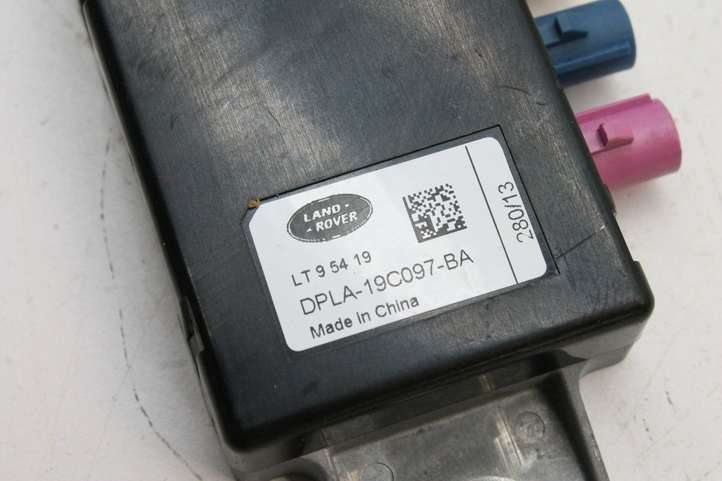 LAND -
- ROVER
LT 9 54 19
DPLA-19C097-BA
Made in China
280/13